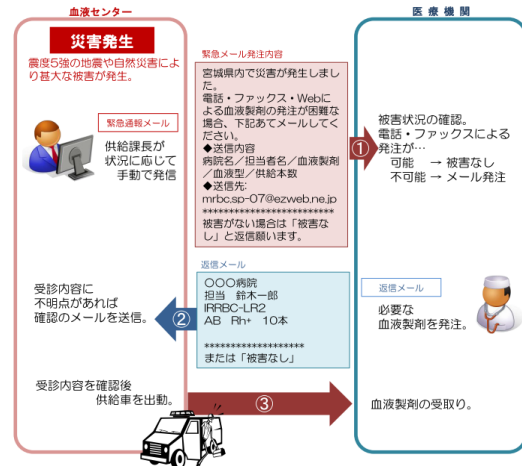 血液センター
医療機関
災害発生
震度5強の地震や自然災害によ
り甚大な被害が発生。
緊急通報メール
供給課長が
状況に応じて
手動で発信
緊急メール発注内容
宮城県内で災害が発生しまし
た。
電話・ファックス・Webに
よる血液製剤の発注が困難な
場合、下記あてメールしてく
ださい。
◆送信内容
病院名／担当者名／血液製剤
／血液型／供給本数
◆送信先:
mrbc.sp-07@ezweb.ne.jp
**************************
被害がない場合は「被害な
し」と返信願います。
①
被害状況の確認。
電話・ファックスによる
発注が…
可能 → 被害なし
不可能 → メール発注
返信メール
〇〇〇病院
担当 鈴木一郎
IRRBC-LR2
AB Rh+ 10本
*******************
または「被害なし」
返信メール
必要な
血液製剤を発注。
②
受診内容に
不明点があれば
確認のメールを送信。
受診内容を確認後
供給車を出動。
③
血液製剤の受取り。